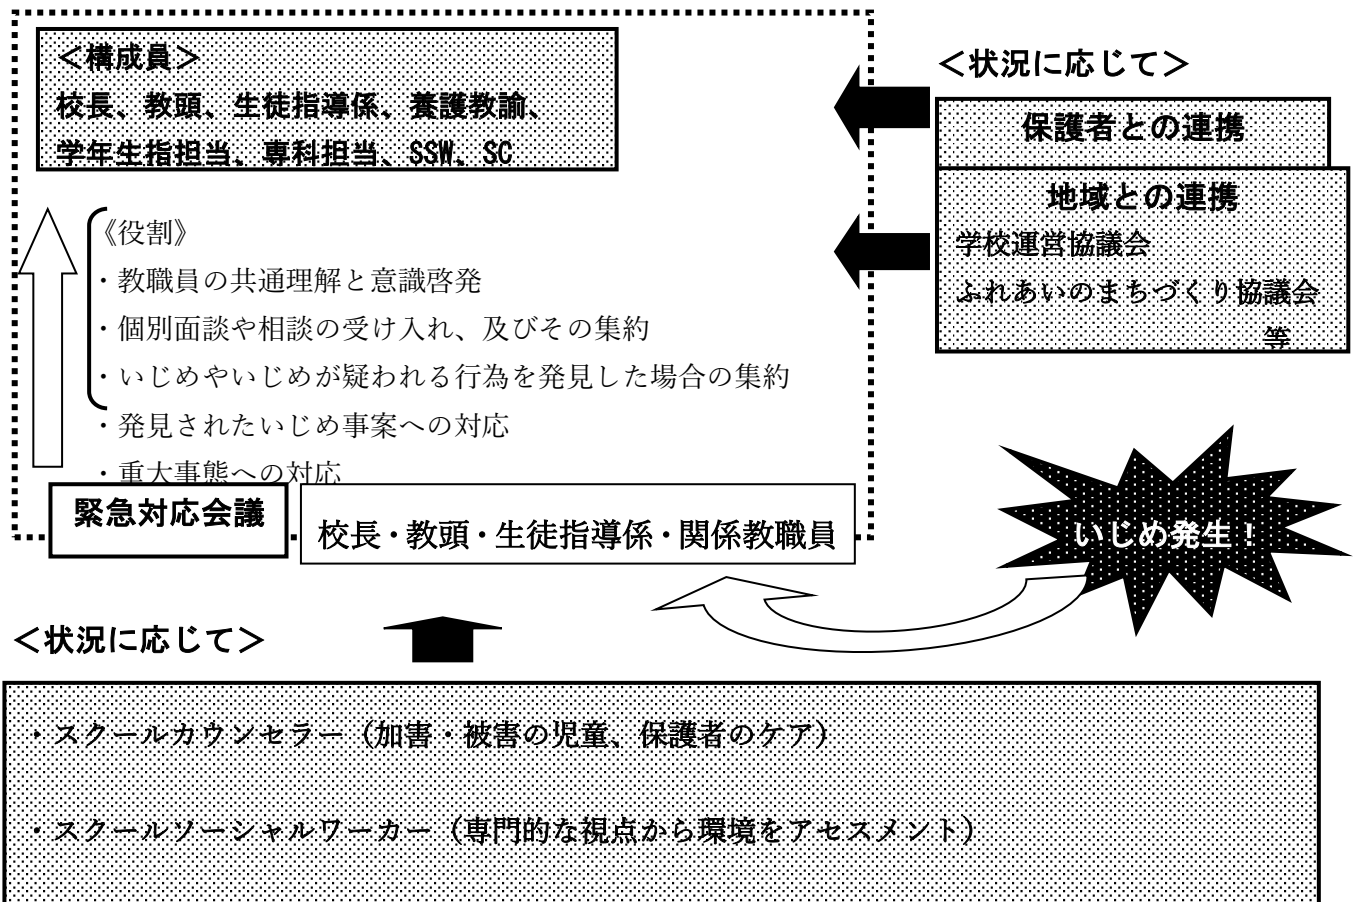 ＜構成員＞
校長、教頭、生徒指導係、養護教諭、
学年生指担当、専科担当、SSW、SC
《役割》
・教職員の共通理解と意識啓発
・個別面談や相談の受け入れ、及びその集約
・いじめやいじめが疑われる行為を発見した場合の集約
・発見されたいじめ事案への対応
・重大事態への対応
緊急対応会議
校長・教頭・生徒指導係・関係教職員
＜状況に応じて＞
保護者との連携
地域との連携
学校運営協議会
ふれあいのまちづくり協議会
等
いじめ発生！
＜状況に応じて＞
・スクールカウンセラー（加害・被害の児童、保護者のケア）
・スクールソーシャルワーカー（専門的な視点から環境をアセスメント）